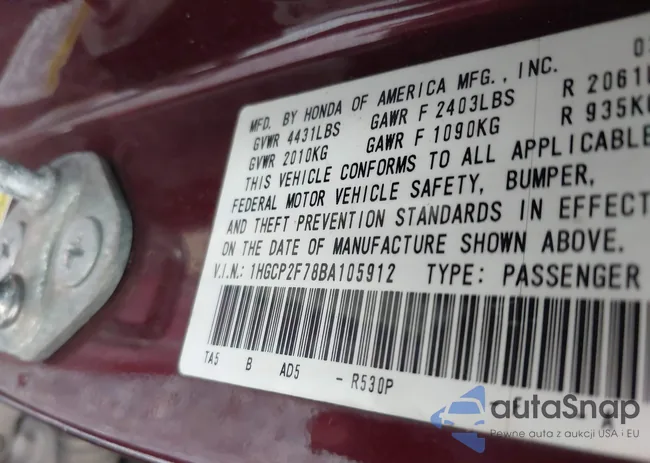 MFD. BY HONDA OF AMERICA MFG., INC.
GVWR 4431LBS GAWR F 2403LBS R 2061
GVWR 2010KG GAWR F 1090KG R 935KG
THIS VEHICLE CONFORMS TO ALL APPLICABLE
FEDERAL MOTOR VEHICLE SAFETY, BUMPER,
AND THEFT PREVENTION STANDARDS IN EFFECT
ON THE DATE OF MANUFACTURE SHOWN ABOVE.
V.I.N.: 1HGCP2F78BA105912 TYPE: PASSENGER
TA5 B AD5 - R530P A
autoSnap
Pewne auta z aukcji USA i EU